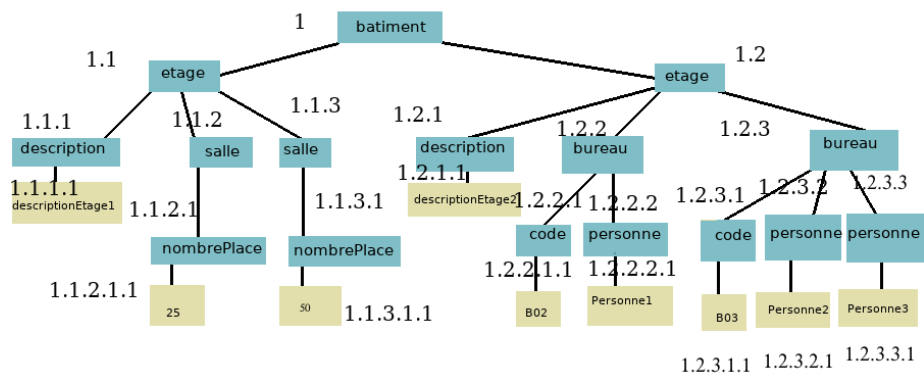 1
batiment
1.1
etage
1.2
etage
1.1.1
description
1.1.2
salle
1.1.3
salle
1.2.1
description
1.2.2
bureau
1.2.3
bureau
1.1.1.1
descriptionEtage1
1.1.2.1
nombrePlace
1.1.3.1
nombrePlace
1.2.1.1
descriptionEtage2
1.2.2.1
code
1.2.2.2
personne
1.2.3.1
code
1.2.3.2
personne
1.2.3.3
personne
1.1.2.1.1
25
50
1.1.3.1.1
1.2.2.1.1
B02
1.2.2.2.1
Personne1
B03
Personne2
Personne3
1.2.3.1.1
1.2.3.2.1
1.2.3.3.1